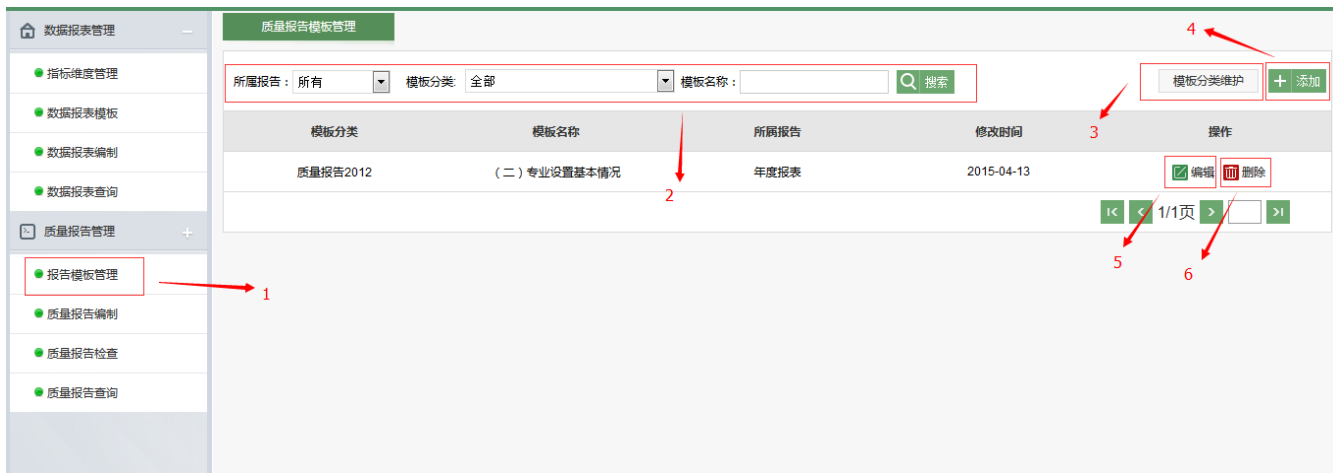 数据报表管理
指标维度管理
数据报表模板
数据报表编制
数据报表查询
质量报告管理
报告模板管理
质量报告编制
质量报告检查
质量报告查询
质量报告模板管理
所属报告： 所有 模板分类: 全部 模板名称： 搜索 模板分类维护 添加
模板分类 模板名称 所属报告 修改时间 操作
质量报告2012 （二）专业设置基本情况 年度报表 2015-04-13 编辑 删除
1/1页
1
2
3
4
5
6